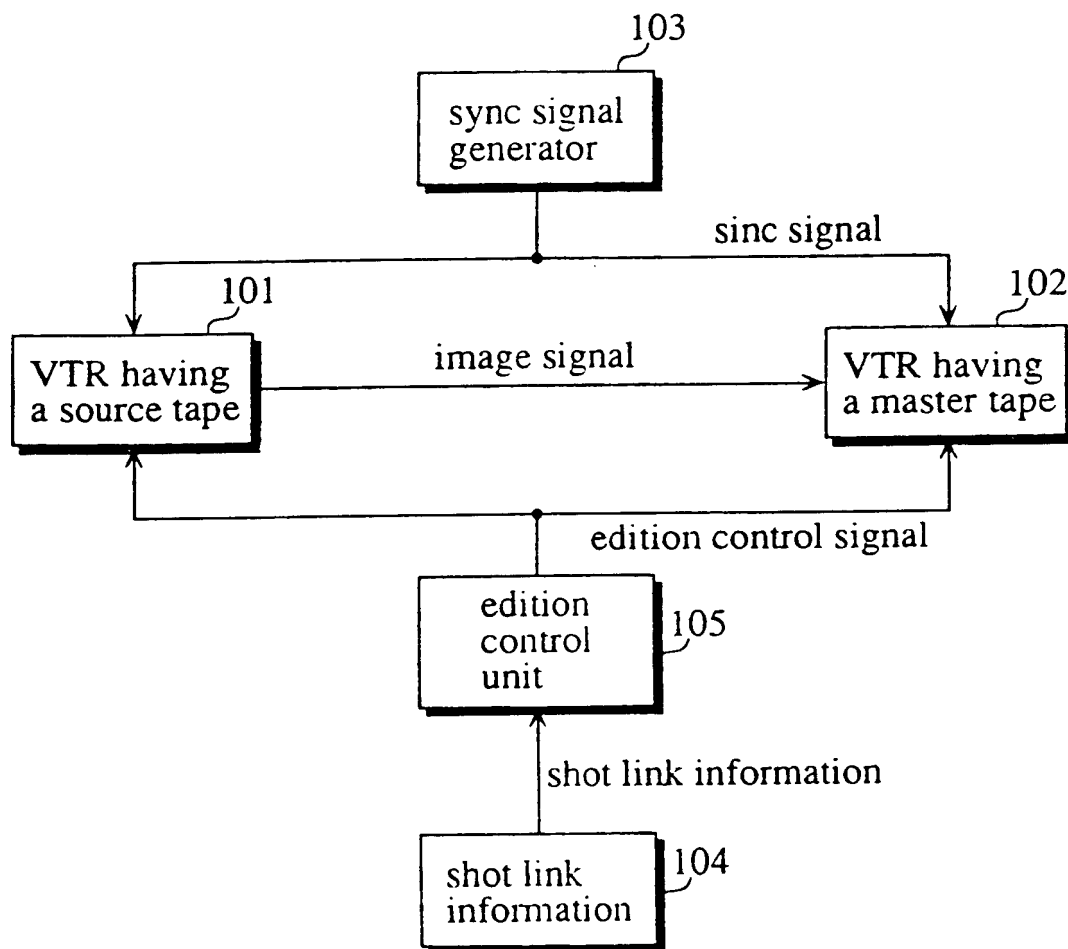 103
sync signal
generator
sinc signal
101
102
VTR having
a source tape
image signal
VTR having
a master tape
edition control signal
edition
control
unit
105
shot link information
shot link
information
104